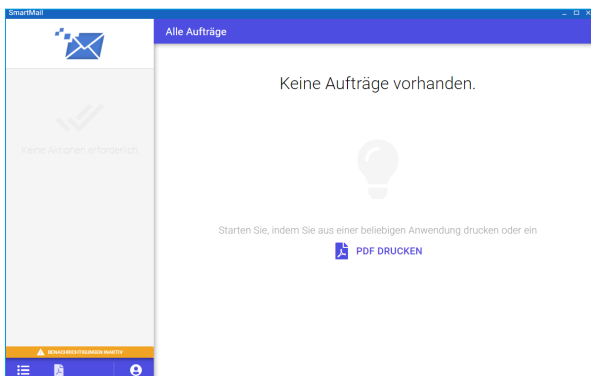 SmartMail
Alle Aufträge
Keine Aufträge vorhanden.
Keine Aktionen erforderlich
Starten Sie, indem Sie aus einer beliebigen Anwendung drucken oder ein
PDF DRUCKEN
BENACHRICHTIGUNGEN INAKTIV